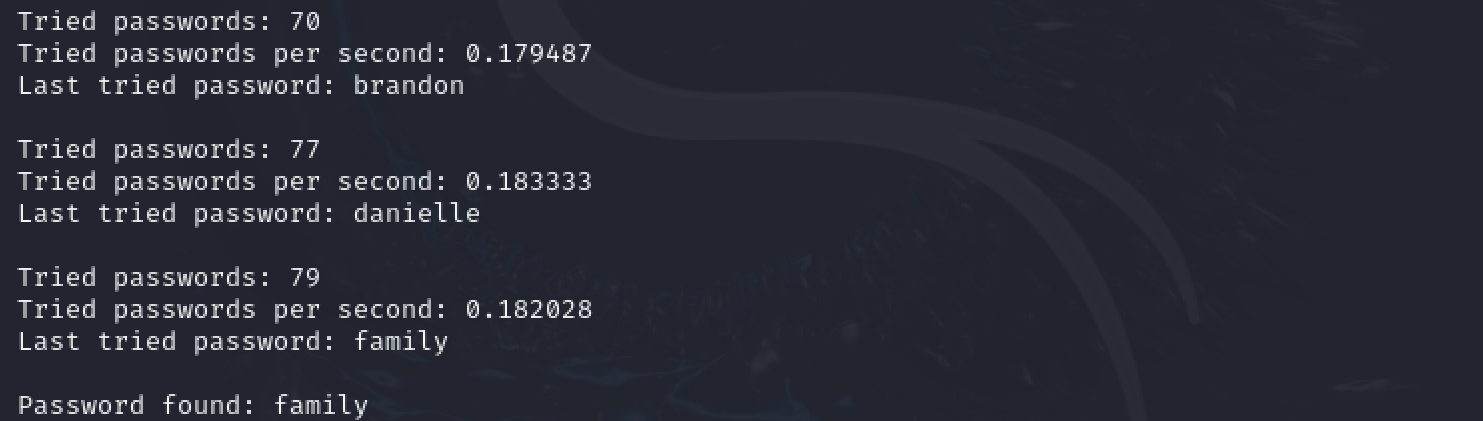 Tried passwords: 70
Tried passwords per second: 0.179487
Last tried password: brandon
Tried passwords: 77
Tried passwords per second: 0.183333
Last tried password: danielle
Tried passwords: 79
Tried passwords per second: 0.182028
Last tried password: family
Password found: family